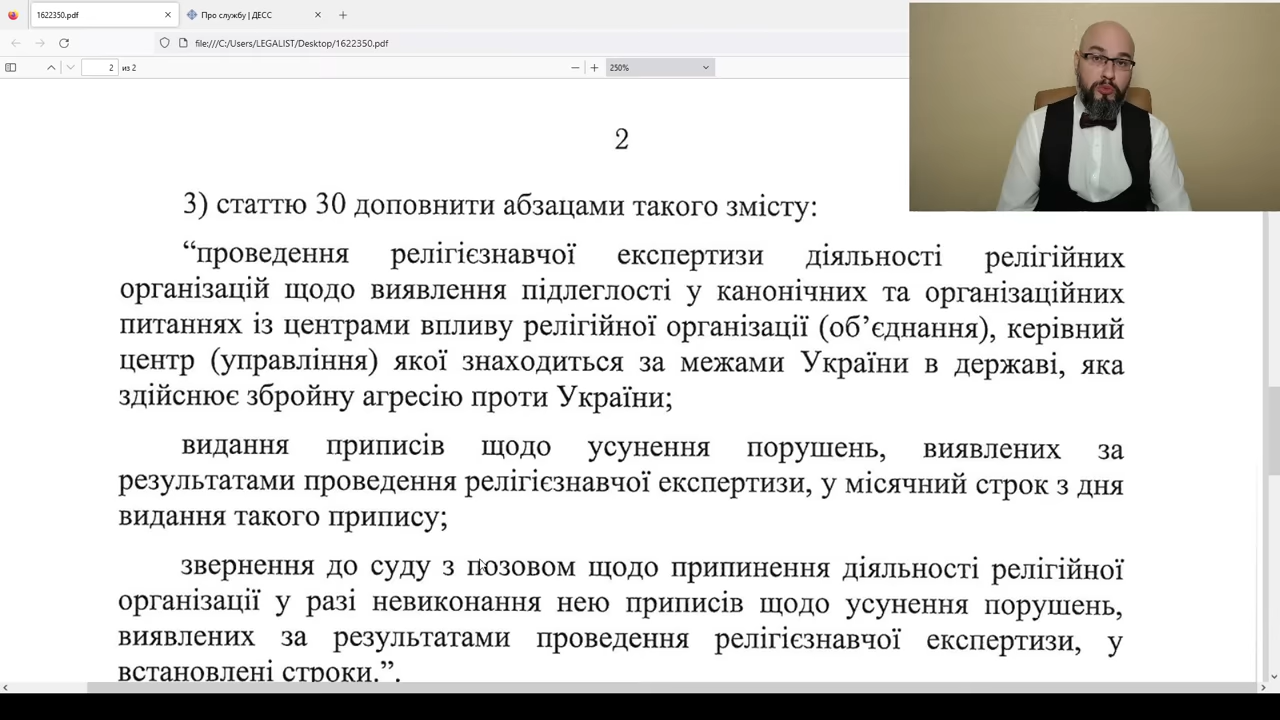 1622350.pdf
Про службу | ДЕСС
file:///C:/Users/LEGALIST/Desktop/1622350.pdf
2 из 2
250%
2
3) статтю 30 доповнити абзацами такого змісту:
“проведення релігієзнавчої експертизи діяльності релігійних
організацій щодо виявлення підлеглості у канонічних та організаційних
питаннях із центрами впливу релігійної організації (об’єднання), керівний
центр (управління) якої знаходиться за межами України в державі, яка
здійснює збройну агресію проти України;
видання приписів щодо усунення порушень, виявлених за
результатами проведення релігієзнавчої експертизи, у місячний строк з дня
видання такого припису;
звернення до суду з позовом щодо припинення діяльності релігійної
організації у разі невиконання нею приписів щодо усунення порушень,
виявлених за результатами проведення релігієзнавчої експертизи, у
встановлені строки.”.